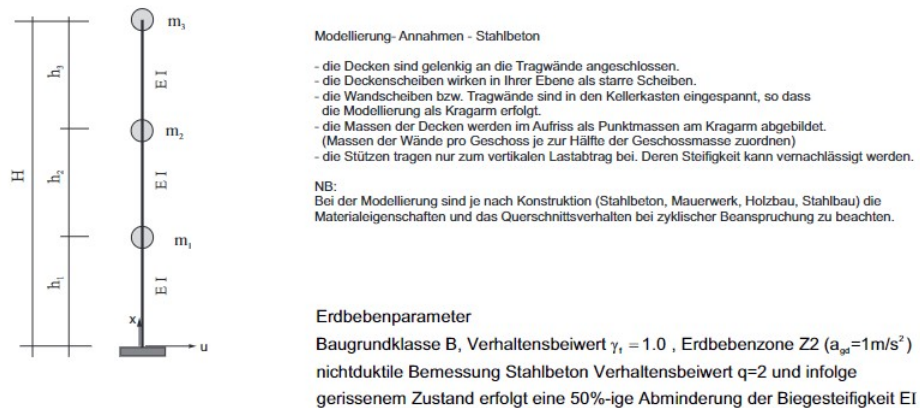 m₃
h₃
E I
m₂
H
h₂
E I
m₁
h₁
E I
x
u
Modellierung- Annahmen - Stahlbeton
- die Decken sind gelenkig an die Tragwände angeschlossen.
- die Deckenscheiben wirken in Ihrer Ebene als starre Scheiben.
- die Wandscheiben bzw. Tragwände sind in den Kellerkasten eingespannt, so dass
die Modellierung als Kragarm erfolgt.
- die Massen der Decken werden im Aufriss als Punktmassen am Kragarm abgebildet.
(Massen der Wände pro Geschoss je zur Hälfte der Geschossmasse zuordnen)
- die Stützen tragen nur zum vertikalen Lastabtrag bei. Deren Steifigkeit kann vernachlässigt werden.
NB:
Bei der Modellierung sind je nach Konstruktion (Stahlbeton, Mauerwerk, Holzbau, Stahlbau) die
Materialeigenschaften und das Querschnittsverhalten bei zyklischer Beanspruchung zu beachten.
Erdbebenparameter
Baugrundklasse B, Verhaltensbeiwert γ₁ = 1.0 , Erdbebenzone Z2 (a_gd=1m/s²)
nichtduktile Bemessung Stahlbeton Verhaltensbeiwert q=2 und infolge
gerissenem Zustand erfolgt eine 50%-ige Abminderung der Biegesteifigkeit EI